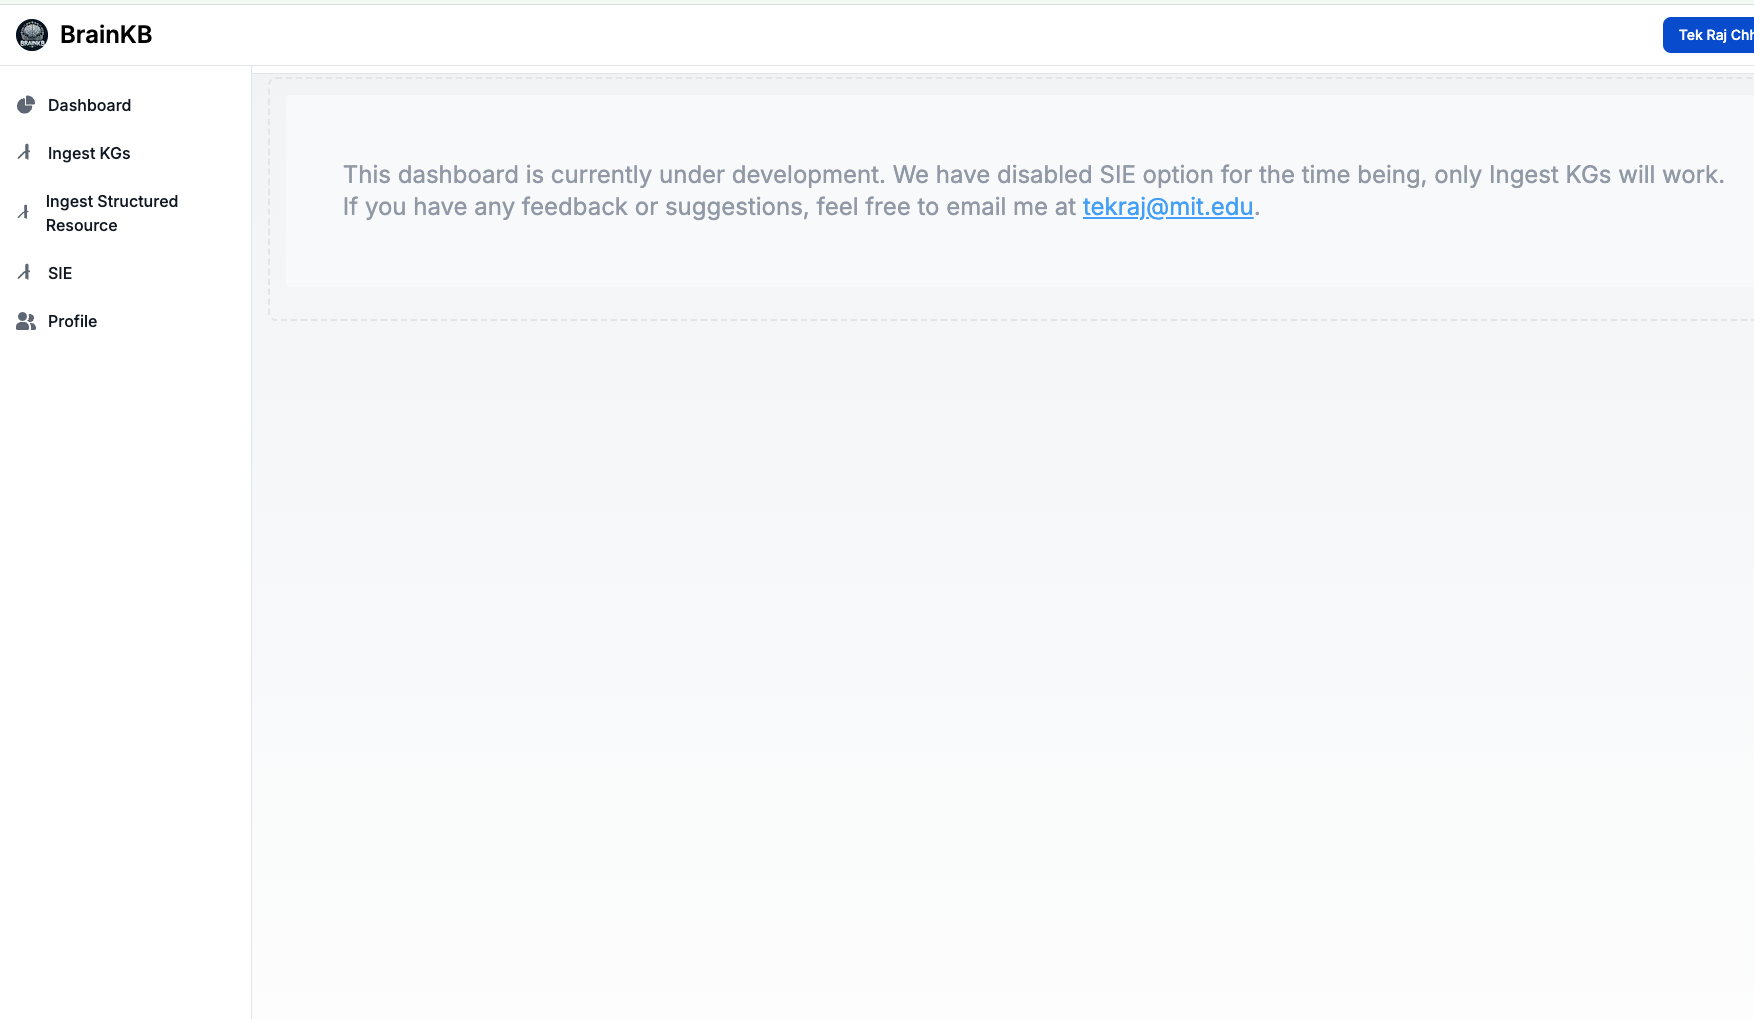 BrainKB
Tek Raj Chh
Dashboard
Ingest KGs
Ingest Structured
Resource
SIE
Profile
This dashboard is currently under development. We have disabled SIE option for the time being, only Ingest KGs will work.
If you have any feedback or suggestions, feel free to email me at tekraj@mit.edu.